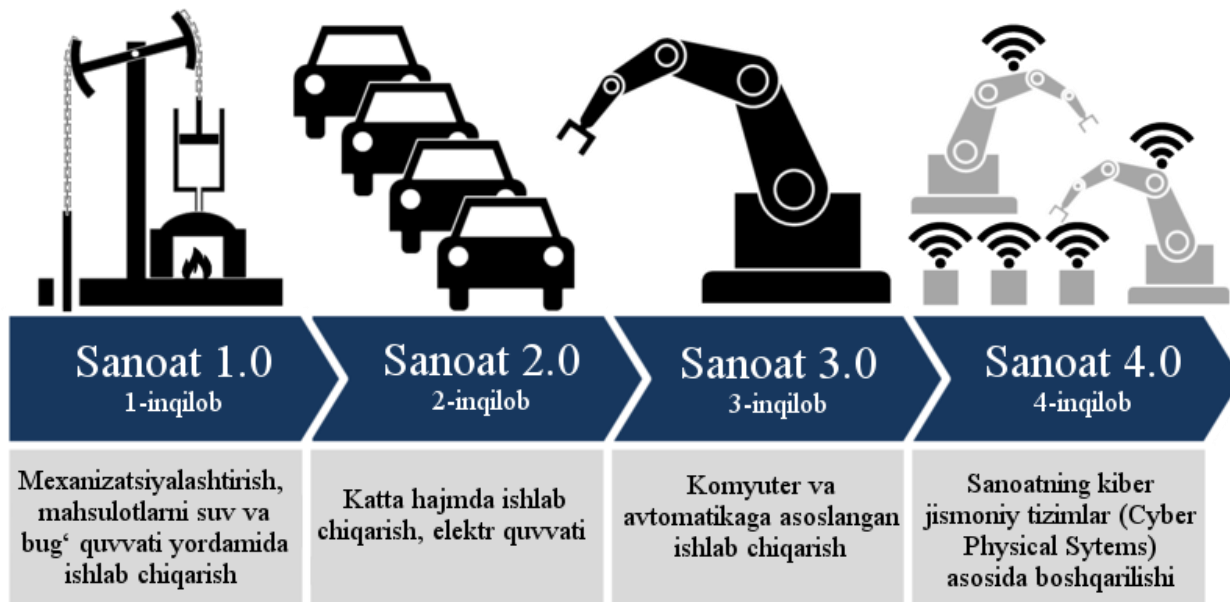 Sanoat 1.0
1-inqilob
Sanoat 2.0
2-inqilob
Sanoat 3.0
3-inqilob
Sanoat 4.0
4-inqilob
Mexanizatsiyalashtirish,
mahsulotlarni suv va
bug‘ quvvati yordamida
ishlab chiqarish
Katta hajmda ishlab
chiqarish, elektr quvvati
Komyuter va
avtomatikaga asoslangan
ishlab chiqarish
Sanoatning kiber
jismoniy tizimlar (Cyber
Physical Sytems)
asosida boshqarilishi